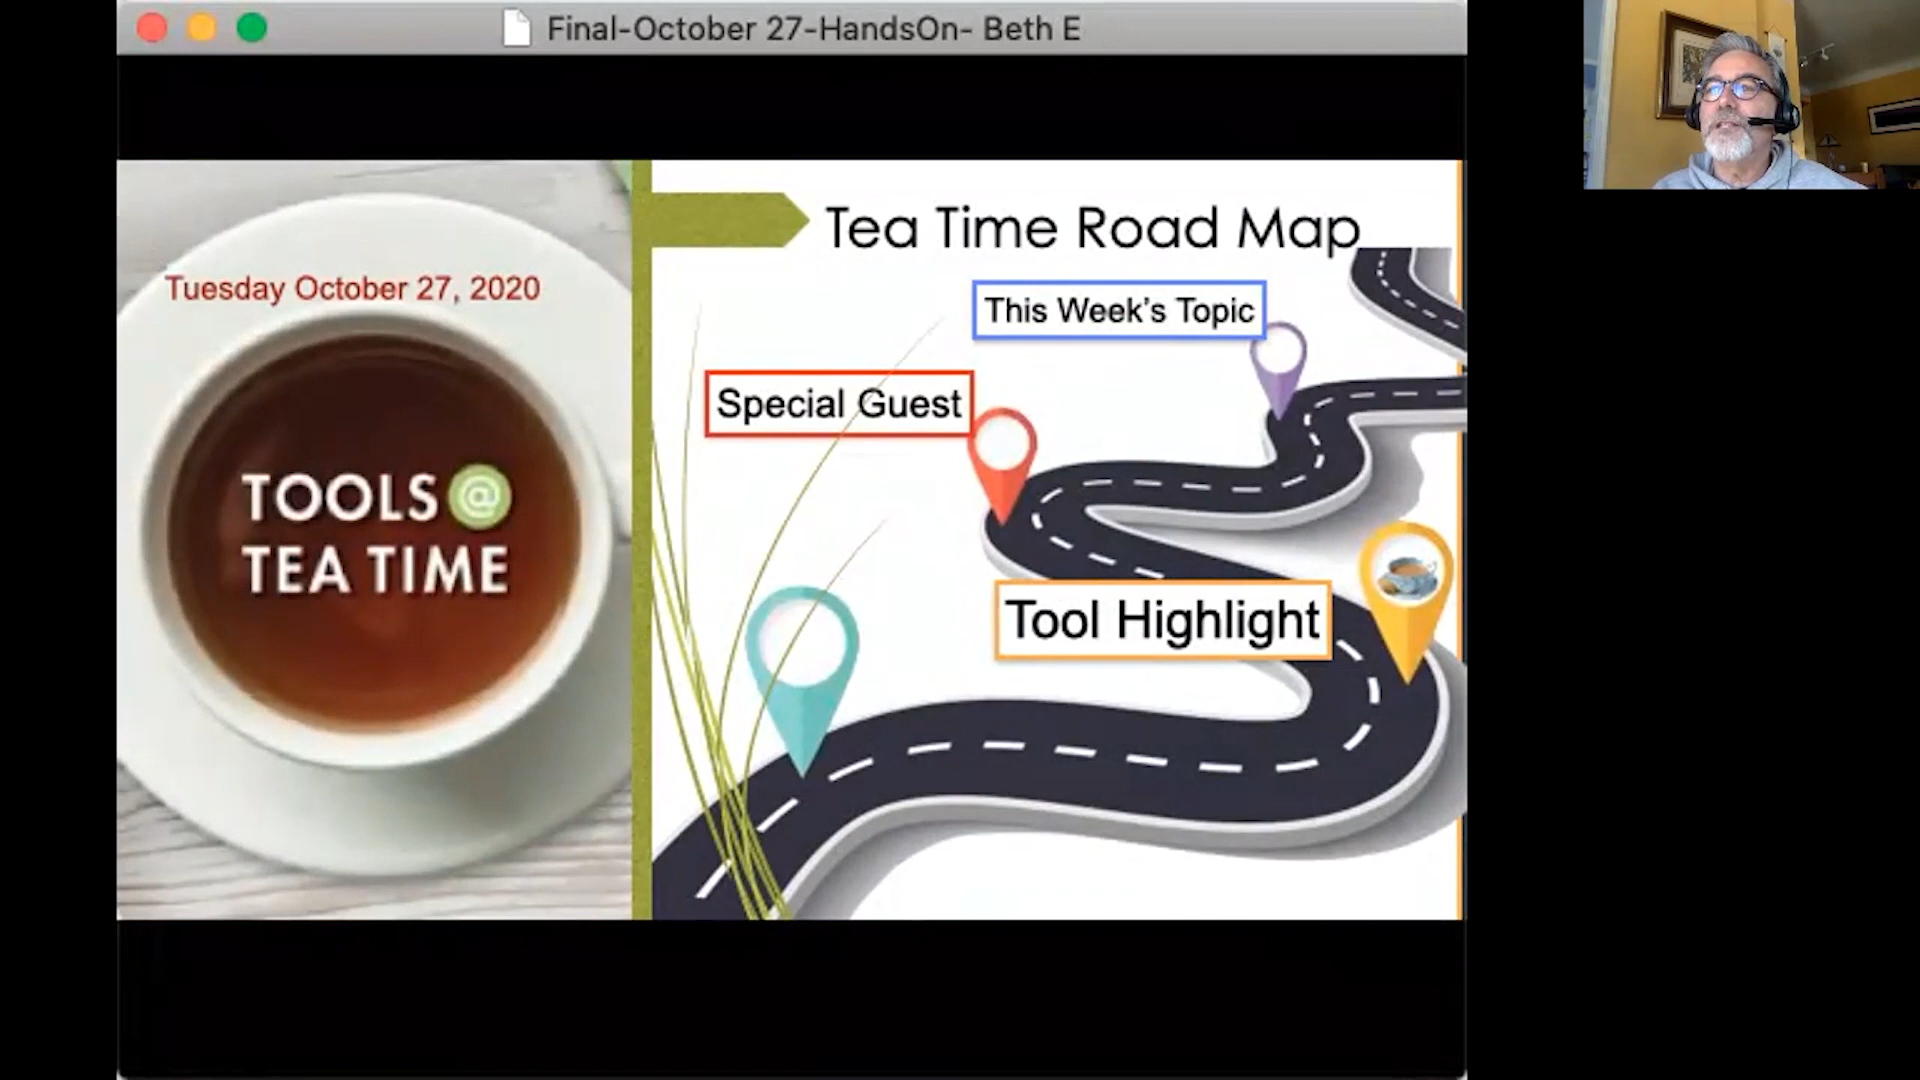 Final-October 27-HandsOn- Beth E
Tuesday October 27, 2020
TOOLS @
TEA TIME
Tea Time Road Map
This Week's Topic
Special Guest
Tool Highlight